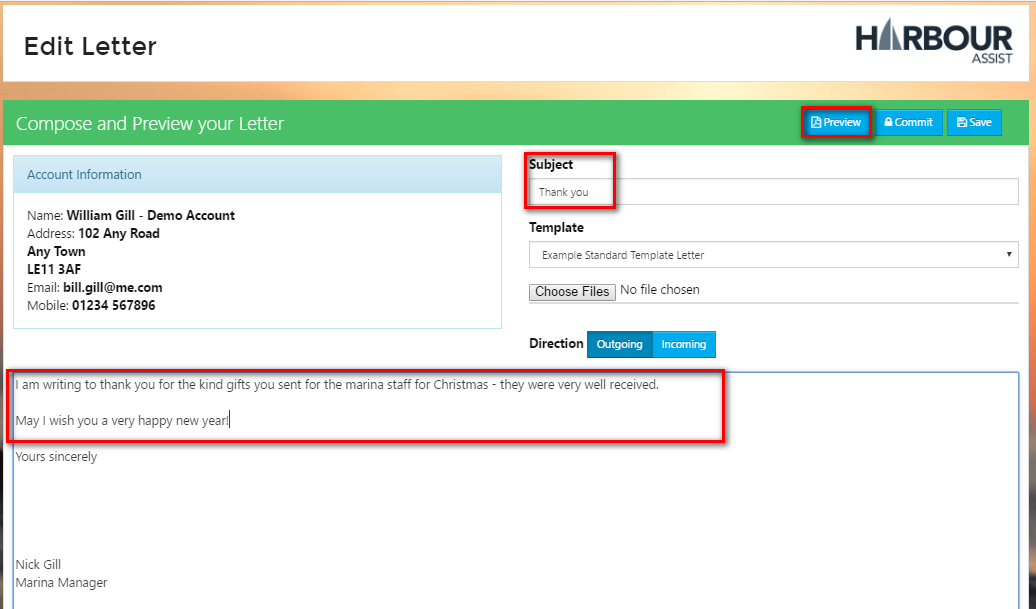 Edit Letter
HARBOUR
ASSIST
Compose and Preview your Letter
Preview
Commit
Save
Account Information
Name: William Gill - Demo Account
Address: 102 Any Road
Any Town
LE11 3AF
Email: bill.gill@me.com
Mobile: 01234 567896
Subject
Thank you
Template
Example Standard Template Letter
Choose Files No file chosen
Direction Outgoing Incoming
I am writing to thank you for the kind gifts you sent for the marina staff for Christmas - they were very well received.
May I wish you a very happy new year!
Yours sincerely
Nick Gill
Marina Manager